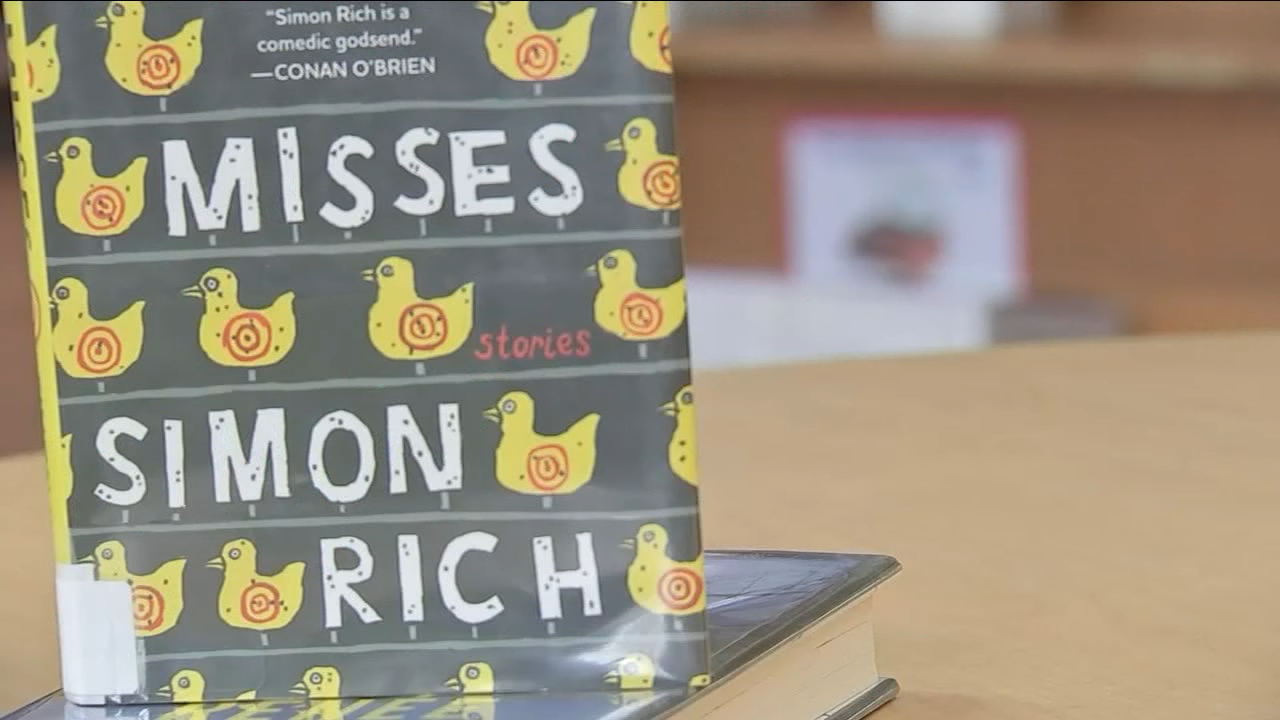 "Simon Rich is a
comedic godsend."
—CONAN O'BRIEN
MISSES
stories
SIMON
RICH